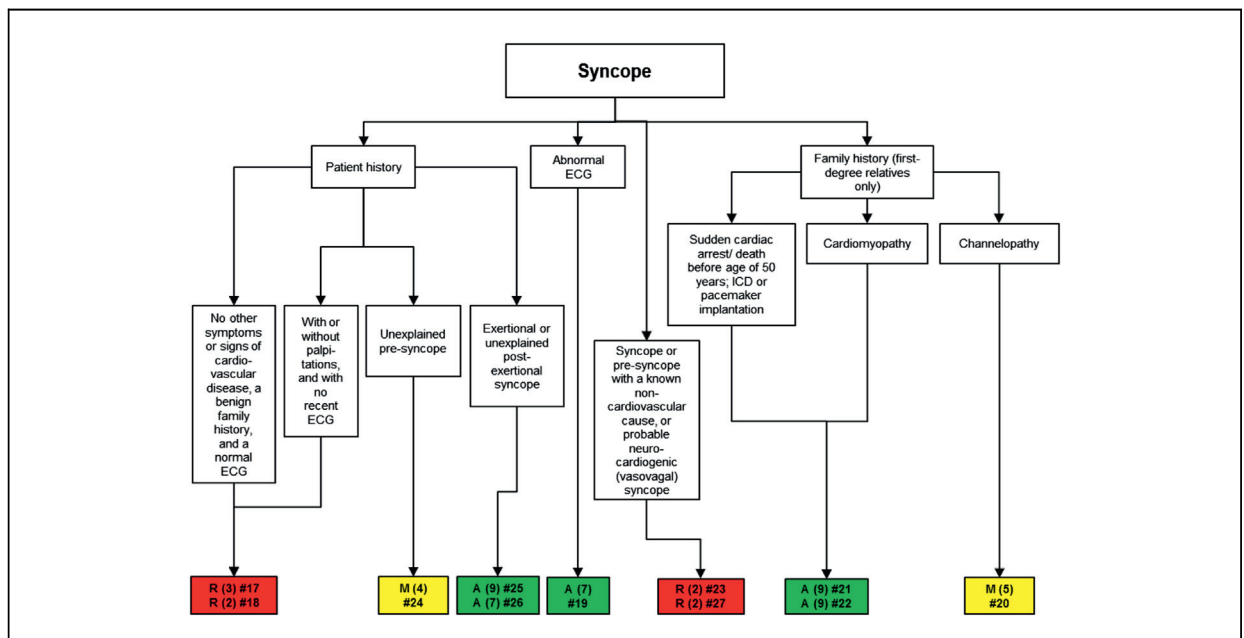 Syncope
Patient history
Abnormal
ECG
Family history (first-
degree relatives
only)
Sudden cardiac
arrest/ death
before age of 50
years; ICD or
pacemaker
implantation
Cardiomyopathy
Channelopathy
No other
symptoms
or signs of
cardio-
vascular
disease, a
benign
family
history,
and a
normal
ECG
With or
without
palpi-
tations,
and with
no
recent
ECG
Unexplained
pre-syncope
Exertional or
unexplained
post-
exertional
syncope
Syncope or
pre-syncope
with a known
non-
cardiovascular
cause, or
probable
neuro-
cardiogenic
(vasovagal)
syncope
R (3) #17
R (2) #18
M (4)
#24
A (9) #25
A (7) #26
A (7)
#19
R (2) #23
R (2) #27
A (9) #21
A (9) #22
M (5)
#20